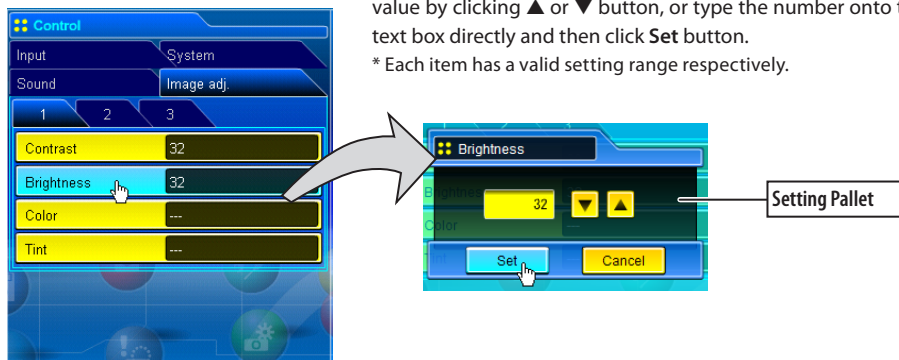 value by clicking ▲ or ▼ button, or type the number onto
text box directly and then click Set button.
* Each item has a valid setting range respectively.
Control
Input System
Sound Image adj.
1 2 3
Contrast 32
Brightness 32
Color ---
Tint ---
Brightness
32 ▼ ▲
Setting Pallet
Set Cancel